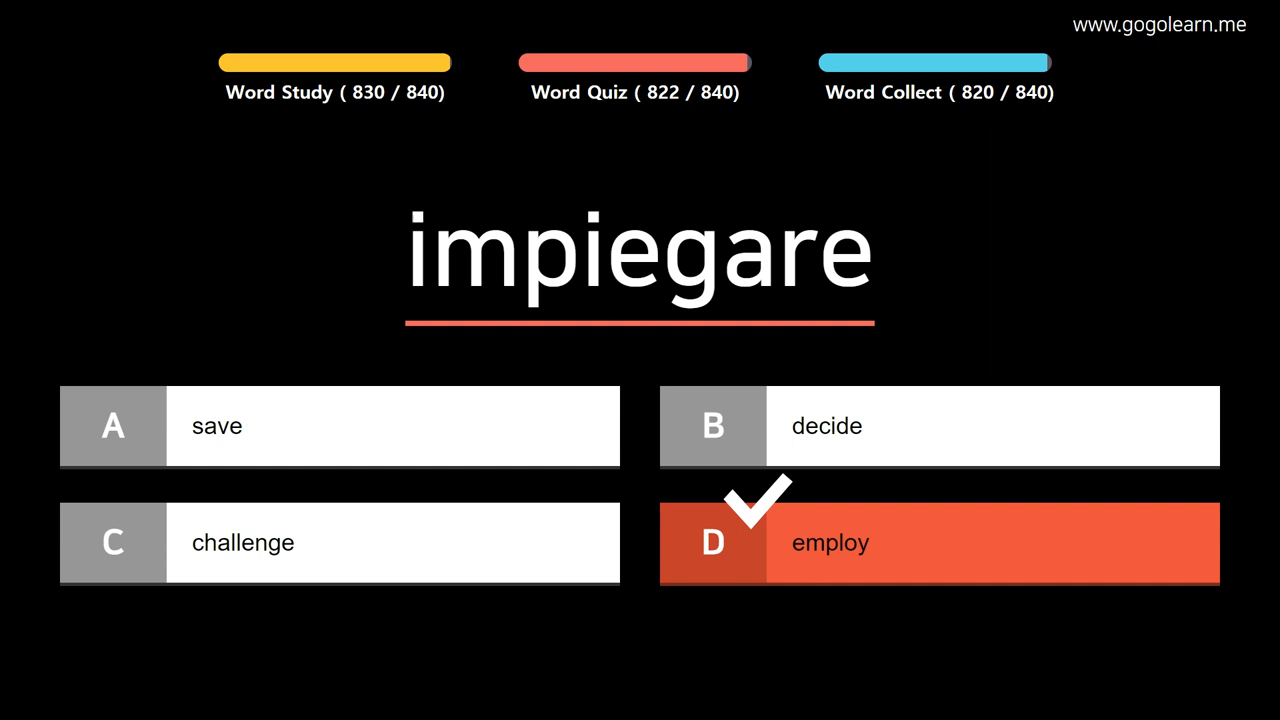 www.gogolearn.me
Word Study ( 830 / 840)
Word Quiz ( 822 / 840)
Word Collect ( 820 / 840)
impiegare
A save
B decide
C challenge
D employ